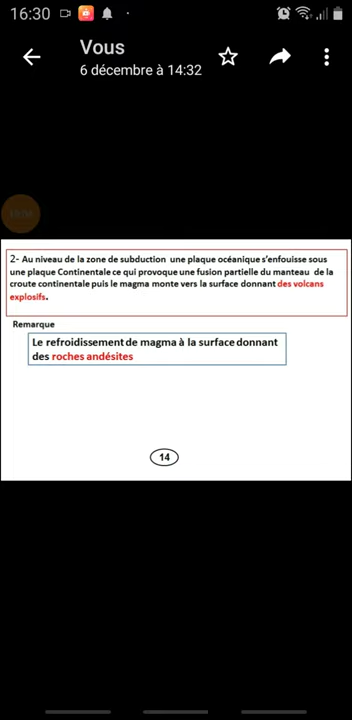 16:30
Vous
6 décembre à 14:32
2- Au niveau de la zone de subduction une plaque océanique s'enfouisse sous
une plaque Continentale ce qui provoque une fusion partielle du manteau de la
croute continentale puis le magma monte vers la surface donnant des volcans
explosifs.
Remarque
Le refroidissement de magma à la surface donnant
des roches andésites
14